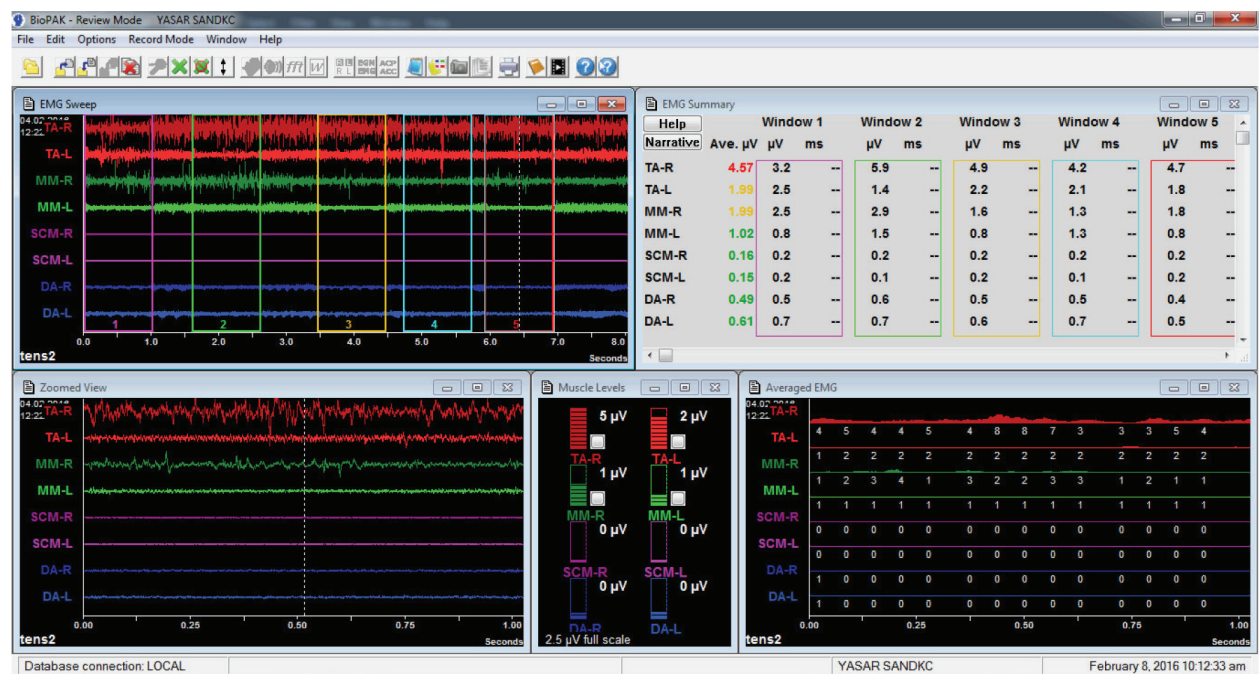 BioPAK - Review Mode YASAR SANDKC
File Edit Options Record Mode Window Help
EMG Sweep
12:22
TA-R
TA-L
MM-R
MM-L
SCM-R
SCM-L
DA-R
DA-L
1 2 3 4 5
0.0 1.0 2.0 3.0 4.0 5.0 6.0 7.0 8.0
tens2 Seconds
EMG Summary
Help Window 1 Window 2 Window 3 Window 4 Window 5
Narrative Ave. µV µV ms µV ms µV ms µV ms µV ms
TA-R 4.57 3.2 -- 5.9 -- 4.9 -- 4.2 -- 4.7 --
TA-L 1.99 2.5 -- 1.4 -- 2.2 -- 2.1 -- 1.8 --
MM-R 1.99 2.5 -- 2.9 -- 1.6 -- 1.3 -- 1.8 --
MM-L 1.02 0.8 -- 1.5 -- 0.8 -- 1.3 -- 0.8 --
SCM-R 0.16 0.2 -- 0.2 -- 0.2 -- 0.2 -- 0.2 --
SCM-L 0.15 0.2 -- 0.1 -- 0.2 -- 0.1 -- 0.2 --
DA-R 0.49 0.5 -- 0.6 -- 0.5 -- 0.5 -- 0.4 --
DA-L 0.61 0.7 -- 0.7 -- 0.6 -- 0.7 -- 0.5 --
Zoomed View
12:22
TA-R
TA-L
MM-R
MM-L
SCM-R
SCM-L
DA-R
DA-L
0.00 0.25 0.50 0.75 1.00
tens2 Seconds
Muscle Levels
5 µV 2 µV
TA-R TA-L
1 µV 1 µV
MM-R MM-L
0 µV 0 µV
SCM-R SCM-L
0 µV 0 µV
DA-R DA-L
2.5 µV full scale
Averaged EMG
12:22
TA-R
4 5 4 4 5 4 8 8 7 3 3 3 5 4
TA-L
1 2 2 2 2 2 2 2 2 2 2 2 2 2
MM-R
1 2 3 4 1 3 2 2 3 3 1 2 1 1
MM-L
1 1 1 1 1 1 1 1 1 1 1 1 1 1
SCM-R
0 0 0 0 0 0 0 0 0 0 0 0 0 0
SCM-L
0 0 0 0 0 0 0 0 0 0 0 0 0 0
DA-R
1 0 0 0 0 0 0 0 0 0 0 0 0 0
DA-L
1 0 0 0 0 0 0 0 0 0 0 0 0 0
0.00 0.25 0.50 0.75 1.00
tens2 Seconds
Database connection: LOCAL YASAR SANDKC February 8, 2016 10:12:33 am